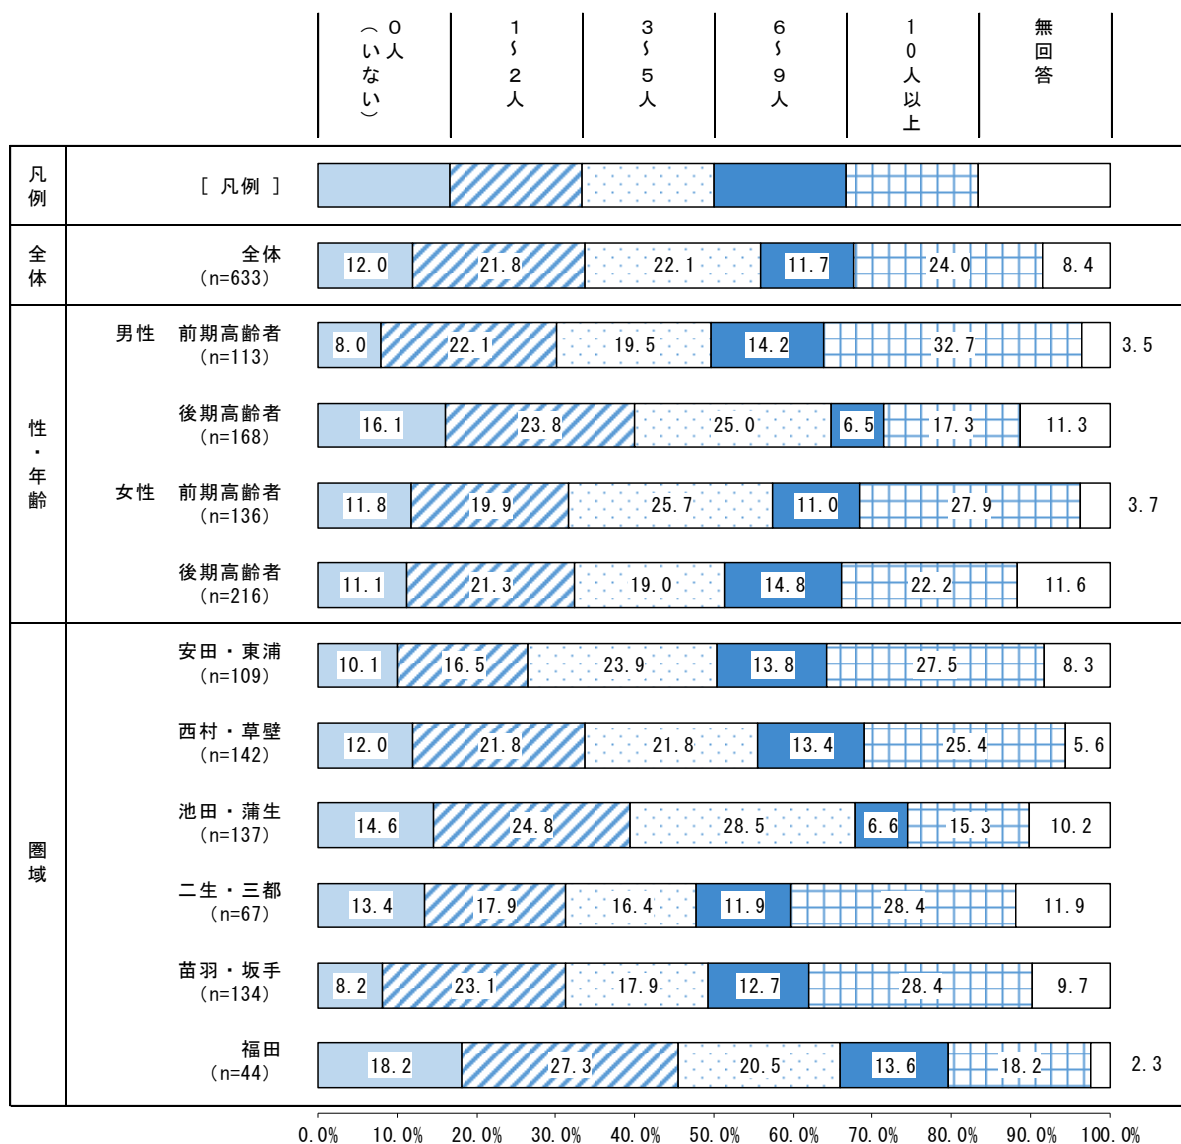 ０人（いない）
１～２人
３～５人
６～９人
１０人以上
無回答
凡例
［ 凡例 ］
全体
全体
（n=633）
12.0 21.8 22.1 11.7 24.0 8.4
性・年齢
男性 前期高齢者
（n=113）
8.0 22.1 19.5 14.2 32.7 3.5
後期高齢者
（n=168）
16.1 23.8 25.0 6.5 17.3 11.3
女性 前期高齢者
（n=136）
11.8 19.9 25.7 11.0 27.9 3.7
後期高齢者
（n=216）
11.1 21.3 19.0 14.8 22.2 11.6
圏域
安田・東浦
（n=109）
10.1 16.5 23.9 13.8 27.5 8.3
西村・草壁
（n=142）
12.0 21.8 21.8 13.4 25.4 5.6
池田・蒲生
（n=137）
14.6 24.8 28.5 6.6 15.3 10.2
二生・三都
（n=67）
13.4 17.9 16.4 11.9 28.4 11.9
苗羽・坂手
（n=134）
8.2 23.1 17.9 12.7 28.4 9.7
福田
（n=44）
18.2 27.3 20.5 13.6 18.2 2.3
0.0% 10.0% 20.0% 30.0% 40.0% 50.0% 60.0% 70.0% 80.0% 90.0% 100.0%